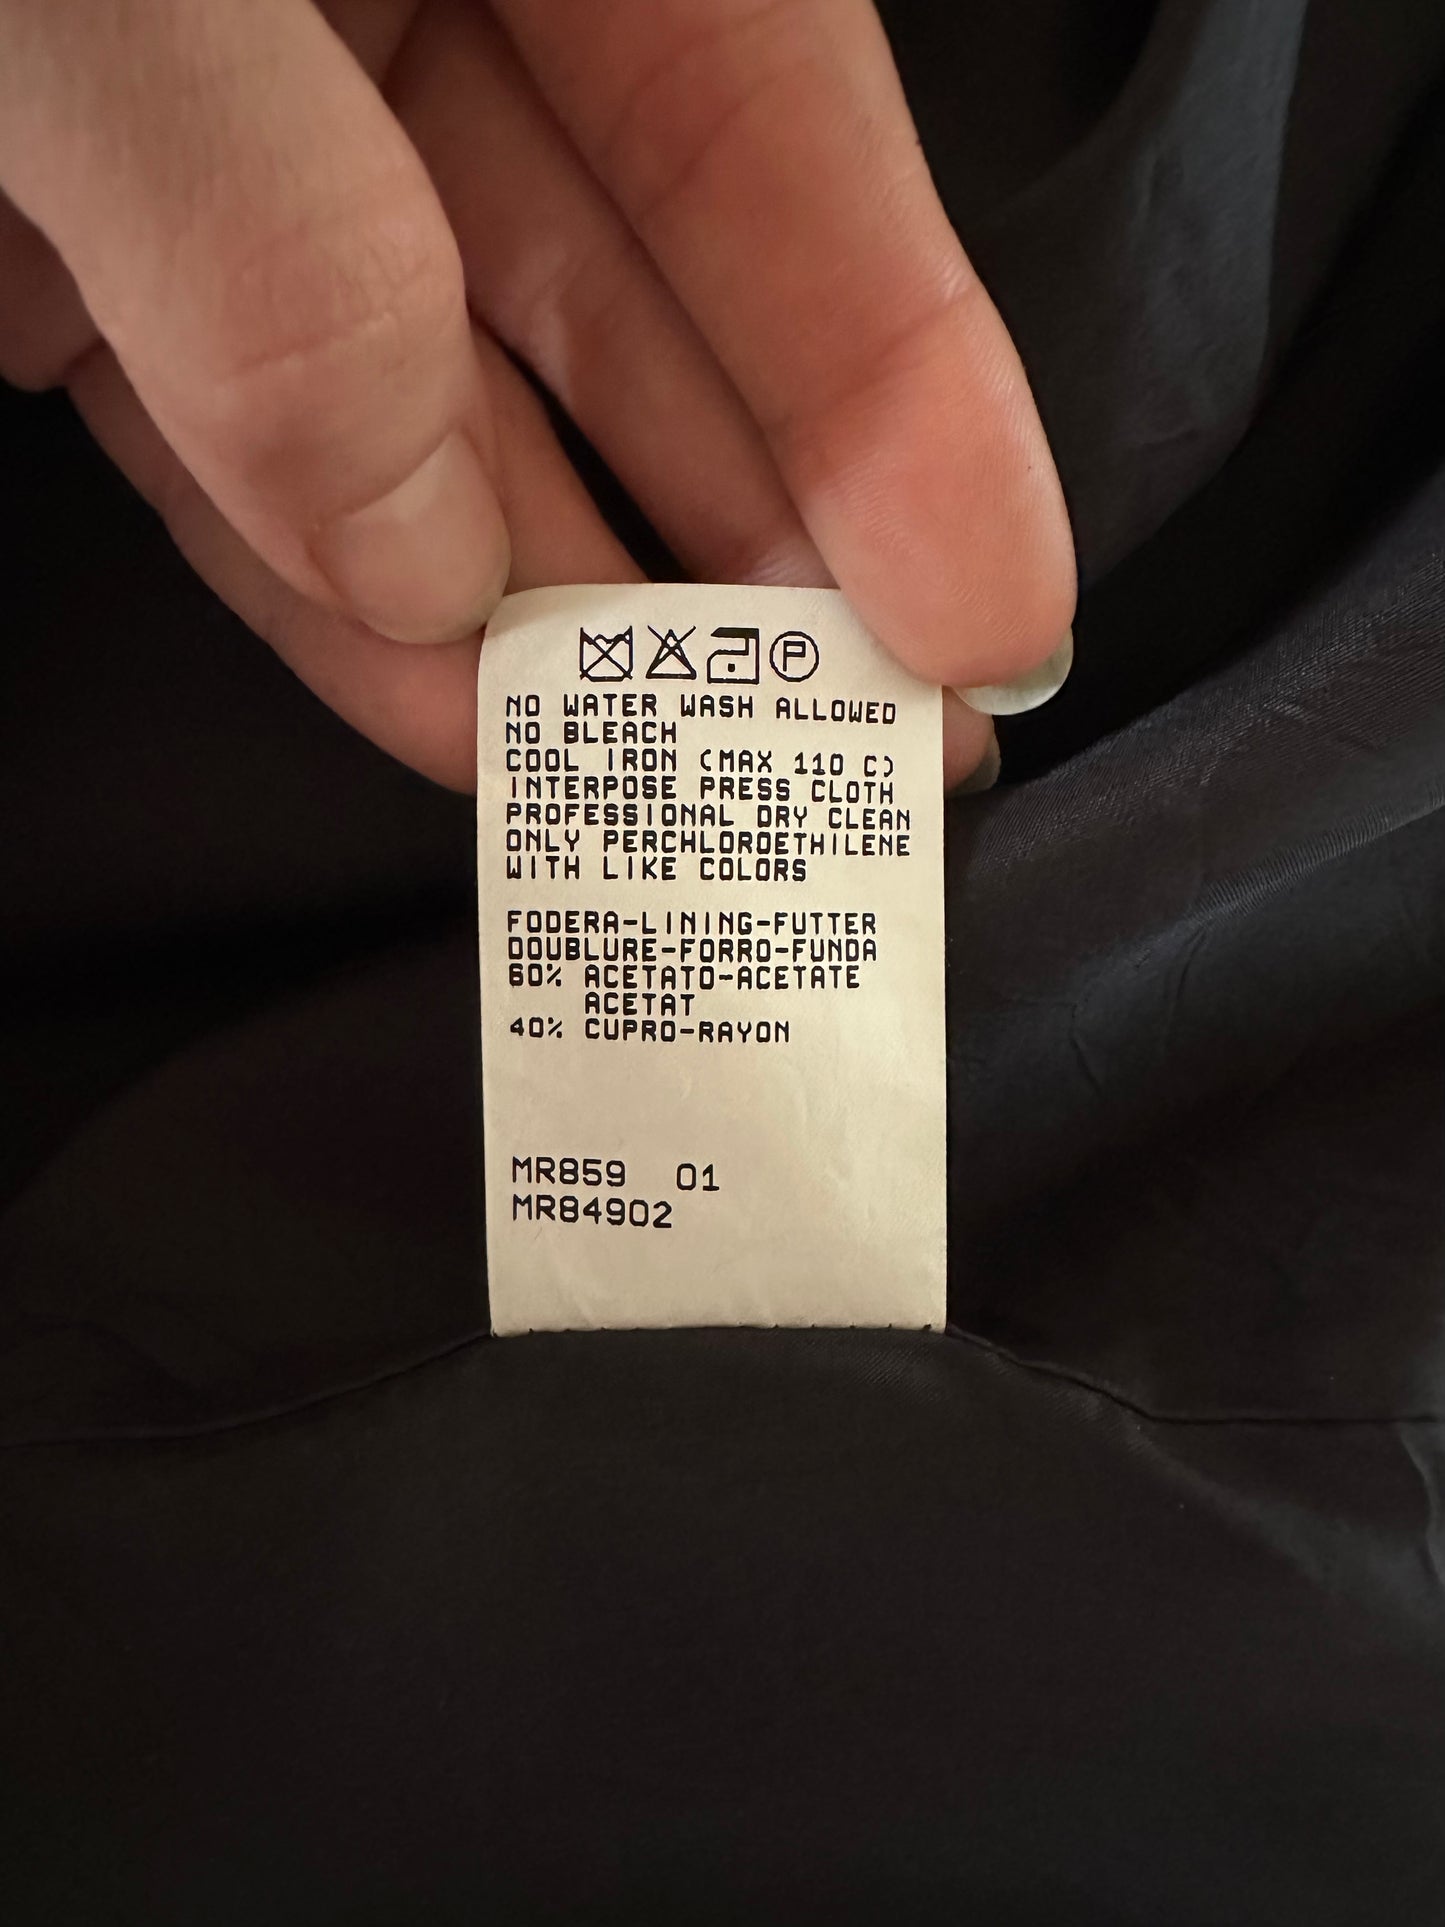 P
NO WATER WASH ALLOWED
NO BLEACH
COOL IRON (MAX 110 C)
INTERPOSE PRESS CLOTH
PROFESSIONAL DRY CLEAN
ONLY PERCHLOROETHILENE
WITH LIKE COLORS
FODERA-LINING-FUTTER
DOUBLURE-FORRO-FUNDA
60% ACETATO-ACETATE
ACETAT
40% CUPRO-RAYON
MR859 01
MR84902